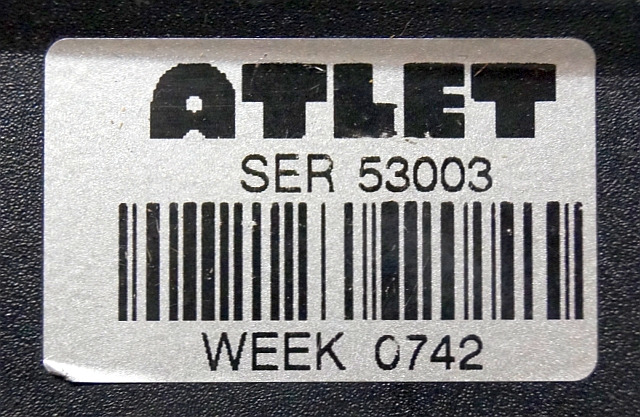 ATLET
SER 53003
WEEK 0742